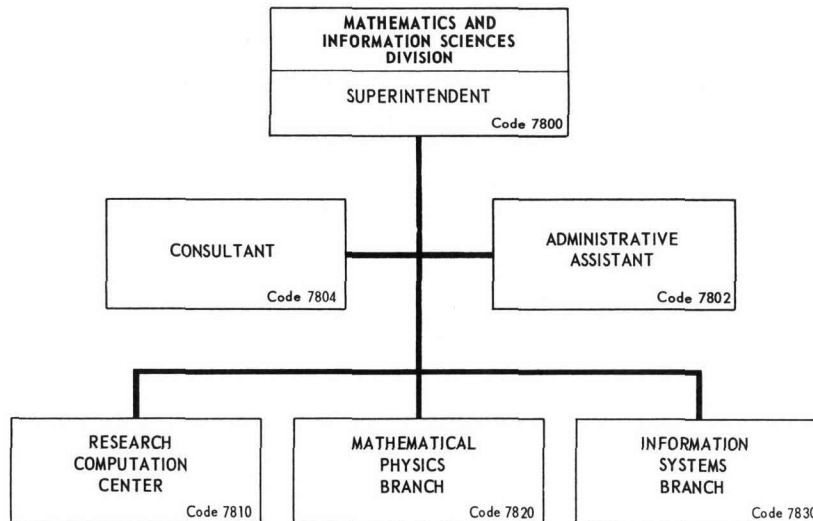 MATHEMATICS AND
INFORMATION SCIENCES
DIVISION
SUPERINTENDENT
Code 7800
CONSULTANT
Code 7804
ADMINISTRATIVE
ASSISTANT
Code 7802
RESEARCH
COMPUTATION
CENTER
Code 7810
MATHEMATICAL
PHYSICS
BRANCH
Code 7820
INFORMATION
SYSTEMS
BRANCH
Code 7830